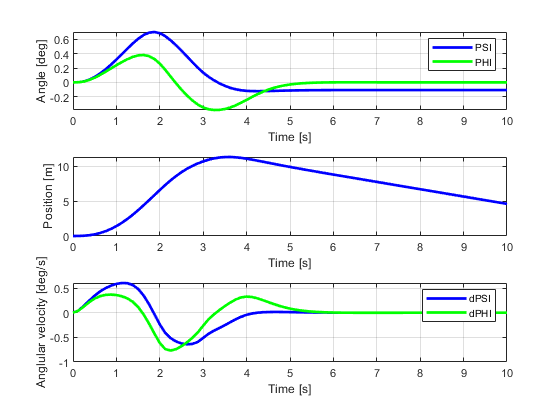 0.6
0.4
0.2
0
-0.2
Angle [deg]
PSI
PHI
0 1 2 3 4 5 6 7 8 9 10
Time [s]
10
5
0
Position [m]
0 1 2 3 4 5 6 7 8 9 10
Time [s]
0.5
0
-0.5
-1
Anglular velocity [deg/s]
dPSI
dPHI
0 1 2 3 4 5 6 7 8 9 10
Time [s]